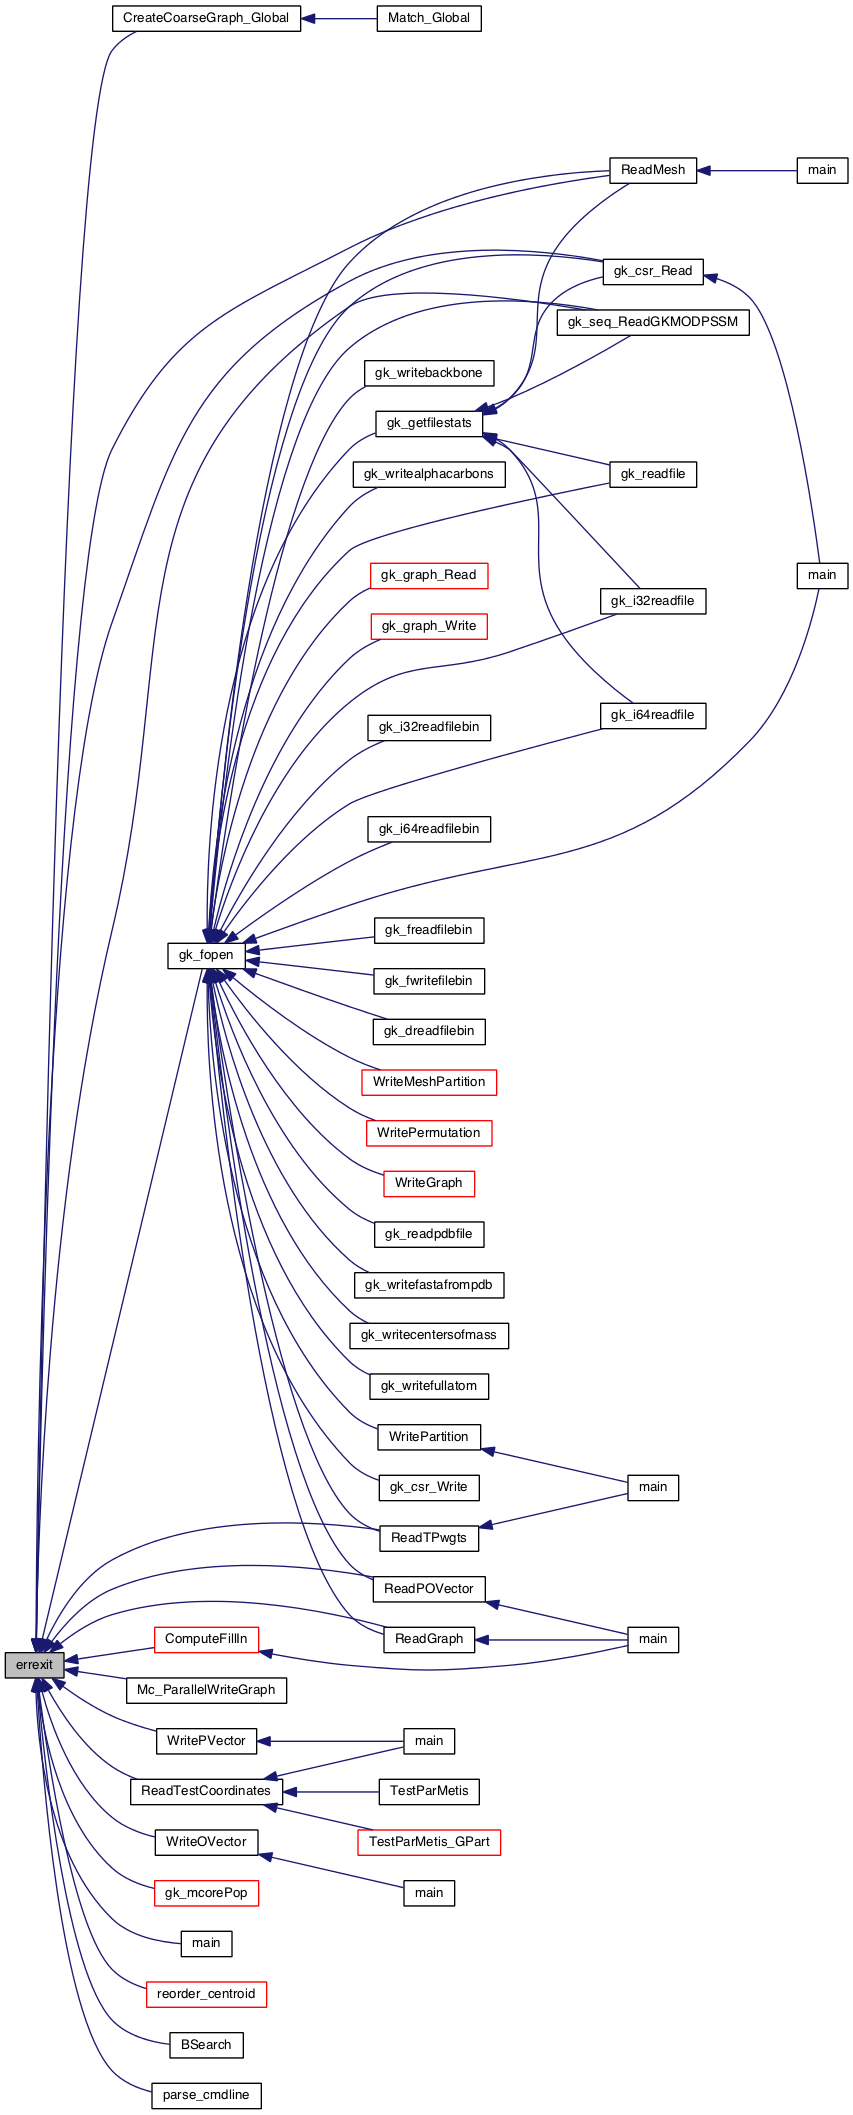 CreateCoarseGraph_Global
Match_Global
ReadMesh
main
gk_csr_Read
gk_seq_ReadGKMODPSSM
gk_writebackbone
gk_getfilestats
gk_writealphacarbons
gk_readfile
gk_graph_Read
main
gk_i32readfile
gk_graph_Write
gk_i64readfile
gk_i32readfilebin
gk_i64readfilebin
gk_freadfilebin
gk_fopen
gk_fwritefilebin
gk_dreadfilebin
WriteMeshPartition
WritePermutation
WriteGraph
gk_readpdbfile
gk_writefastafrompdb
gk_writecentersofmass
gk_writefullatom
WritePartition
gk_csr_Write
main
ReadTPwgts
ReadPOVector
ComputeFillIn
ReadGraph
main
errexit
Mc_ParallelWriteGraph
WritePVector
main
ReadTestCoordinates
TestParMetis
WriteOVector
TestParMetis_GPart
gk_mcorePop
main
main
reorder_centroid
BSearch
parse_cmdline